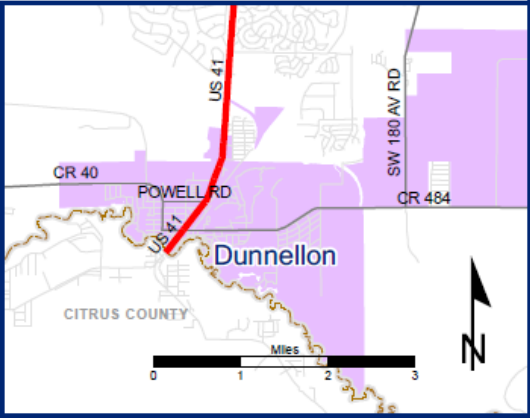 US 41
SW 180 AV RD
CR 40
POWELL RD
CR 484
US 41
Dunnellon
CITRUS COUNTY
Miles
0 1 2 3
N